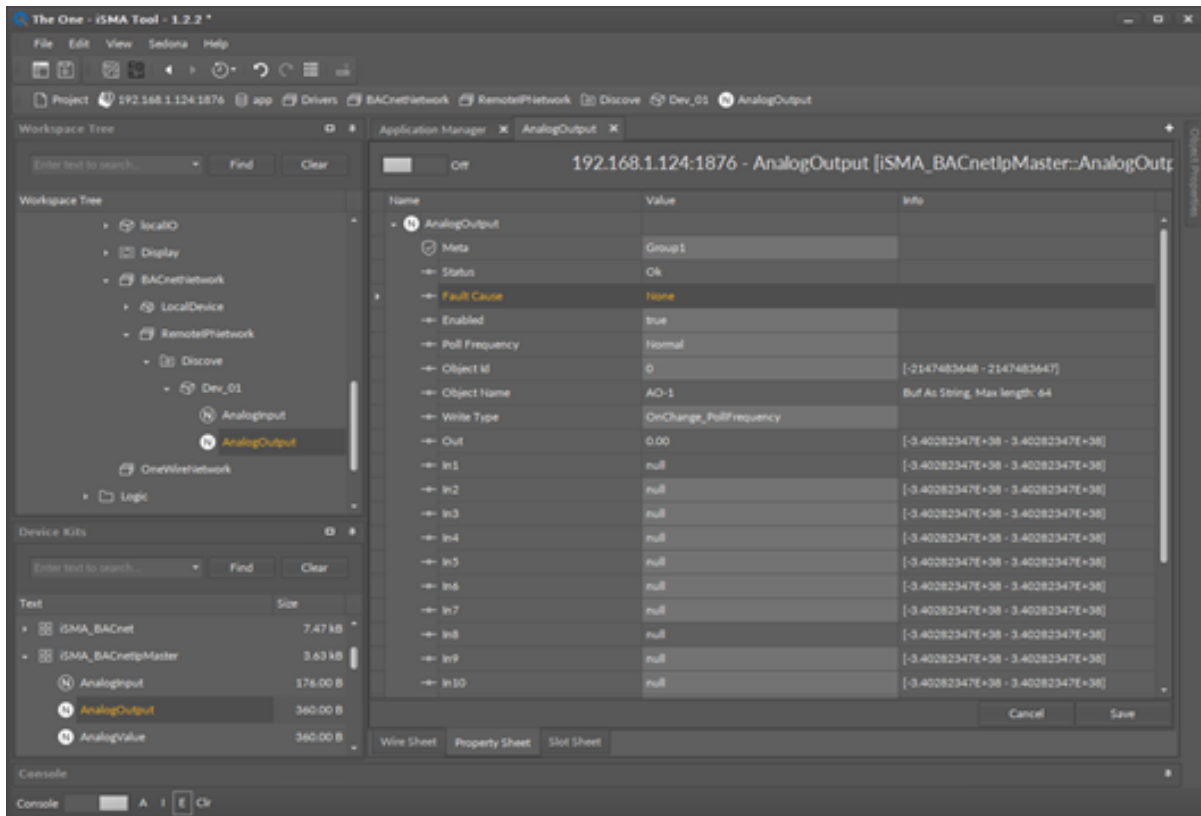 The One - iSMA Tool - 1.2.2 *
File Edit View Sedona Help
Project 192.168.1.124:1876 app Drivers BACnetNetwork RemoteIPNetwork Discove Dev_01 AnalogOutput
Workspace Tree
Enter text to search... Find Clear
Workspace Tree
localIO
Display
BACnetNetwork
LocalDevice
RemoteIPNetwork
Discove
Dev_01
AnalogInput
AnalogOutput
OneWireNetwork
Logic
Device Kits
Enter text to search... Find Clear
Text Size
iSMA_BACnet 7.47 kB
iSMA_BACnetIpMaster 3.63 kB
AnalogInput 176.00 B
AnalogOutput 360.00 B
AnalogValue 360.00 B
Application Manager AnalogOutput
Off 192.168.1.124:1876 - AnalogOutput [iSMA_BACnetIpMaster::AnalogOutp
Name Value Info
AnalogOutput
Meta Group1
Status Ok
Fault Cause None
Enabled true
Poll Frequency Normal
Object Id 0 [-2147483648 - 2147483647]
Object Name AO-1 Buf As String, Max length: 64
Write Type OnChange_PollFrequency
Out 0.00 [-3.40282347E+38 - 3.40282347E+38]
In1 null [-3.40282347E+38 - 3.40282347E+38]
In2 null [-3.40282347E+38 - 3.40282347E+38]
In3 null [-3.40282347E+38 - 3.40282347E+38]
In4 null [-3.40282347E+38 - 3.40282347E+38]
In5 null [-3.40282347E+38 - 3.40282347E+38]
In6 null [-3.40282347E+38 - 3.40282347E+38]
In7 null [-3.40282347E+38 - 3.40282347E+38]
In8 null [-3.40282347E+38 - 3.40282347E+38]
In9 null [-3.40282347E+38 - 3.40282347E+38]
In10 null [-3.40282347E+38 - 3.40282347E+38]
Cancel Save
Wire Sheet Property Sheet Slot Sheet
Object Properties
Console
Console A I E Clr